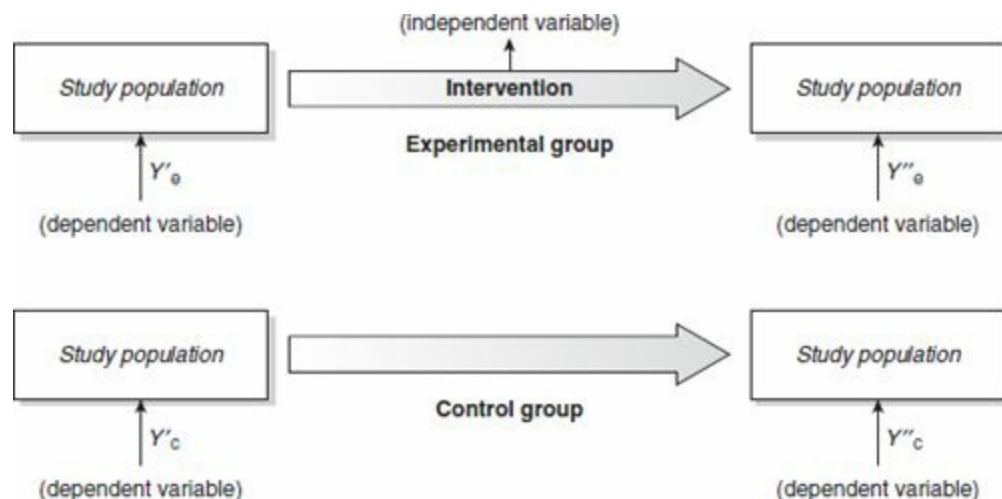 (independent variable)
Study population
Intervention
Study population
Experimental group
Y′e
Y″e
(dependent variable)
(dependent variable)
Study population
Study population
Control group
Y′c
Y″c
(dependent variable)
(dependent variable)